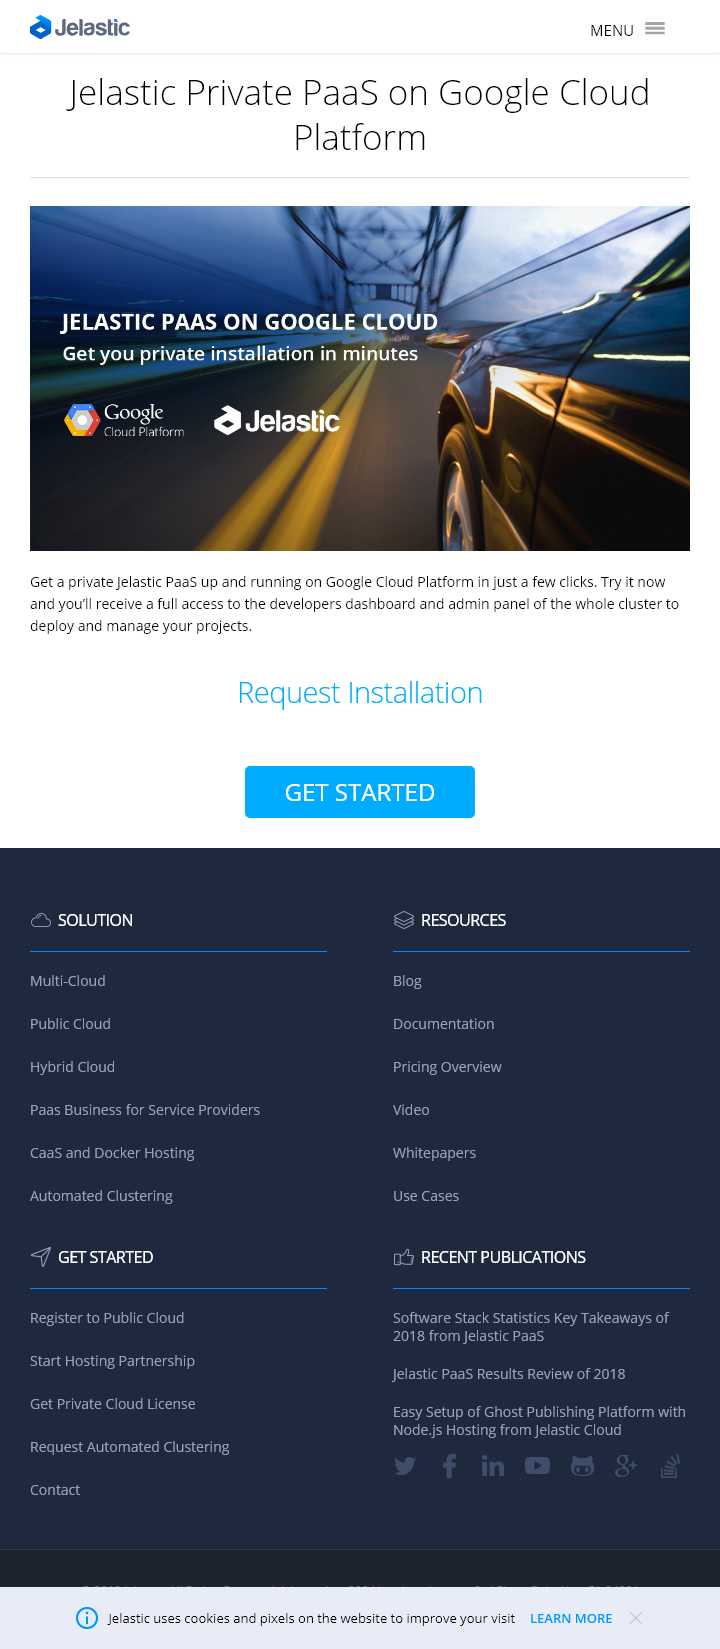 Jelastic
MENU
Jelastic Private PaaS on Google Cloud
Platform
JELASTIC PAAS ON GOOGLE CLOUD
Get you private installation in minutes
Google
Cloud Platform
Jelastic
Get a private Jelastic PaaS up and running on Google Cloud Platform in just a few clicks. Try it now
and you’ll receive a full access to the developers dashboard and admin panel of the whole cluster to
deploy and manage your projects.
Request Installation
GET STARTED
SOLUTION
Multi-Cloud
Public Cloud
Hybrid Cloud
Paas Business for Service Providers
CaaS and Docker Hosting
Automated Clustering
RESOURCES
Blog
Documentation
Pricing Overview
Video
Whitepapers
Use Cases
GET STARTED
Register to Public Cloud
Start Hosting Partnership
Get Private Cloud License
Request Automated Clustering
Contact
RECENT PUBLICATIONS
Software Stack Statistics Key Takeaways of
2018 from Jelastic PaaS
Jelastic PaaS Results Review of 2018
Easy Setup of Ghost Publishing Platform with
Node.js Hosting from Jelastic Cloud
Jelastic uses cookies and pixels on the website to improve your visit LEARN MORE